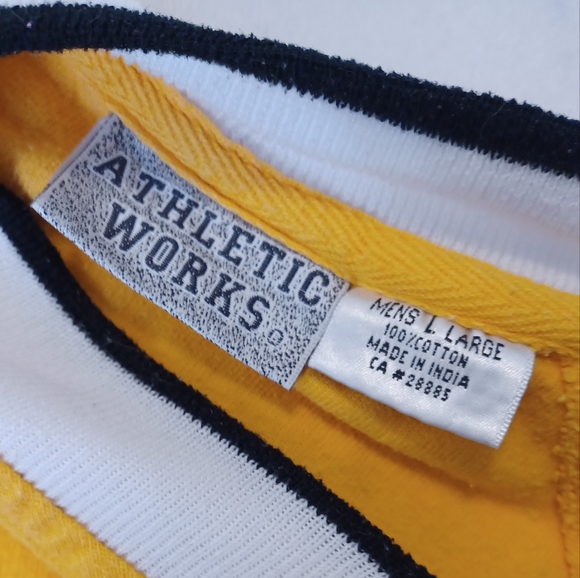 ATHLETIC
WORKS®
MENS L LARGE
100%COTTON
MADE IN INDIA
CA #28885